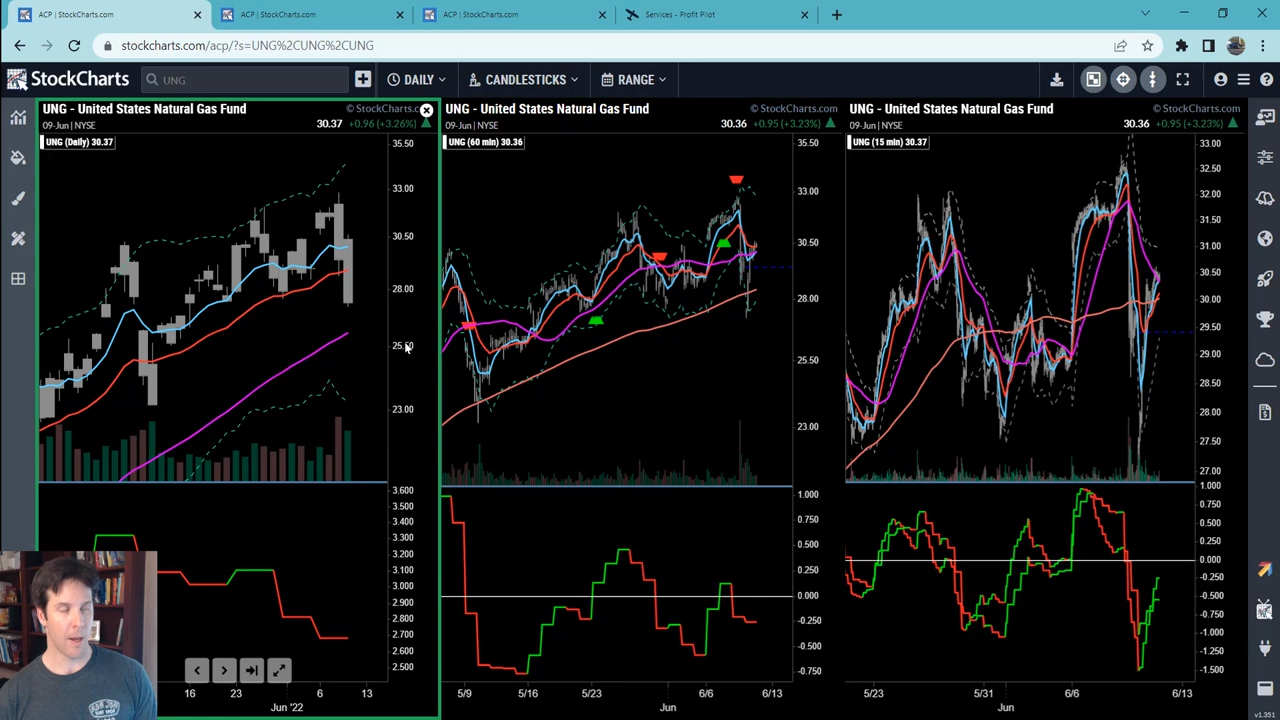 ACP | StockCharts.com
ACP | StockCharts.com
ACP | StockCharts.com
Services - Profit Pilot
stockcharts.com/acp/?s=UNG%2CUNG%2CUNG
StockCharts
UNG
DAILY
CANDLESTICKS
RANGE
UNG - United States Natural Gas Fund
© StockCharts.c
09-Jun | NYSE
30.37 +0.96 (+3.26%)
UNG (Daily) 30.37
35.50
33.00
30.50
28.00
25.
23.00
3.600
3.500
3.400
3.300
3.200
3.100
3.000
2.900
2.800
2.700
2.600
2.500
16 23 6 13
Jun '22
UNG - United States Natural Gas Fund
© StockCharts.com
09-Jun | NYSE
30.36 +0.95 (+3.23%)
UNG (60 min) 30.36
35.50
33.00
30.50
28.00
25.50
23.00
1.000
0.750
0.500
0.250
0.000
-0.250
-0.500
-0.750
5/9 5/16 5/23 6/6 6/13
Jun
UNG - United States Natural Gas Fund
© StockCharts.com
09-Jun | NYSE
30.36 +0.95 (+3.23%)
UNG (15 min) 30.37
33.00
32.50
32.00
31.50
31.00
30.50
30.00
29.50
29.00
28.50
28.00
27.50
27.00
1.000
0.750
0.500
0.250
0.000
-0.250
-0.500
-0.750
-1.000
-1.250
-1.500
5/23 5/31 6/6 6/13
Jun
v1.351